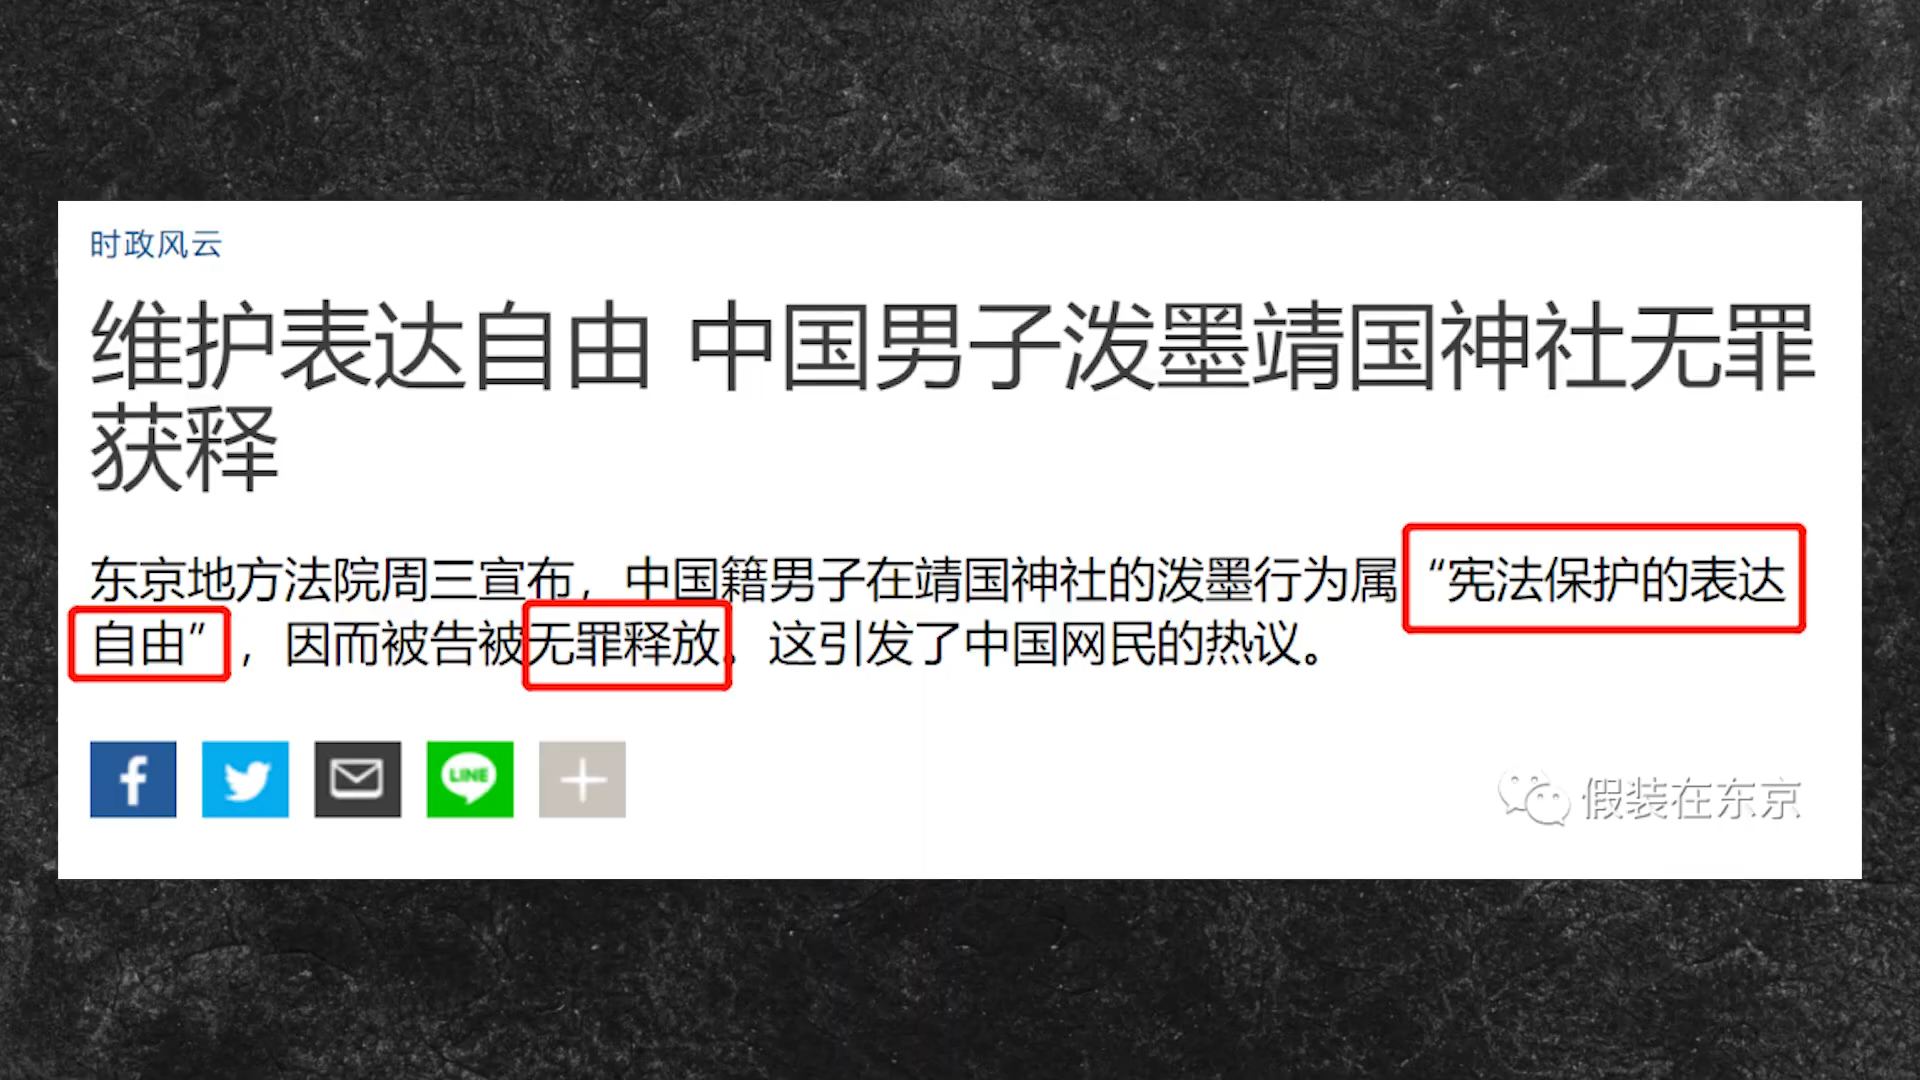 时政风云
维护表达自由 中国男子泼墨靖国神社无罪
获释
东京地方法院周三宣布，中国籍男子在靖国神社的泼墨行为属“宪法保护的表达
自由”，因而被告被无罪释放。这引发了中国网民的热议。
f
LINE
假装在东京